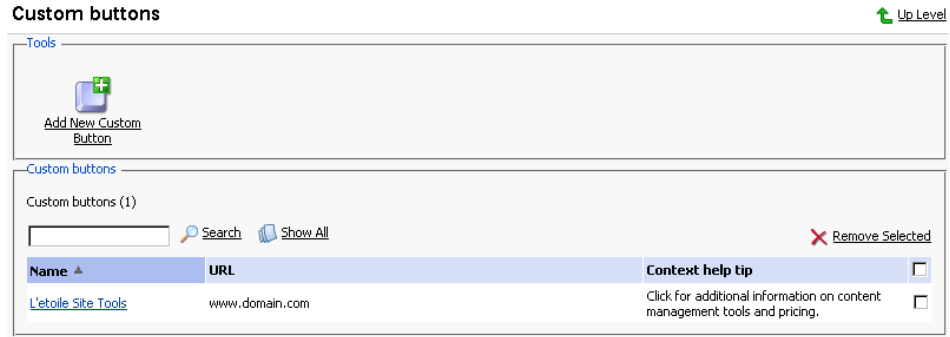 Custom buttons
Up Level
Tools
Add New Custom
Button
Custom buttons
Custom buttons (1)
Search Show All Remove Selected
Name URL Context help tip
L'etoile Site Tools www.domain.com Click for additional information on content
management tools and pricing.